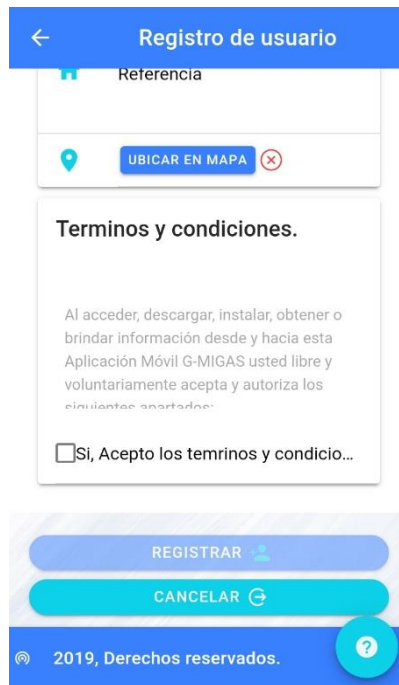 Registro de usuario
Referencia
UBICAR EN MAPA
Terminos y condiciones.
Al acceder, descargar, instalar, obtener o
brindar información desde y hacia esta
Aplicación Móvil G-MIGAS usted libre y
voluntariamente acepta y autoriza los
siguientes apartados:
Si, Acepto los temrinos y condicio...
REGISTRAR
CANCELAR
2019, Derechos reservados.
?